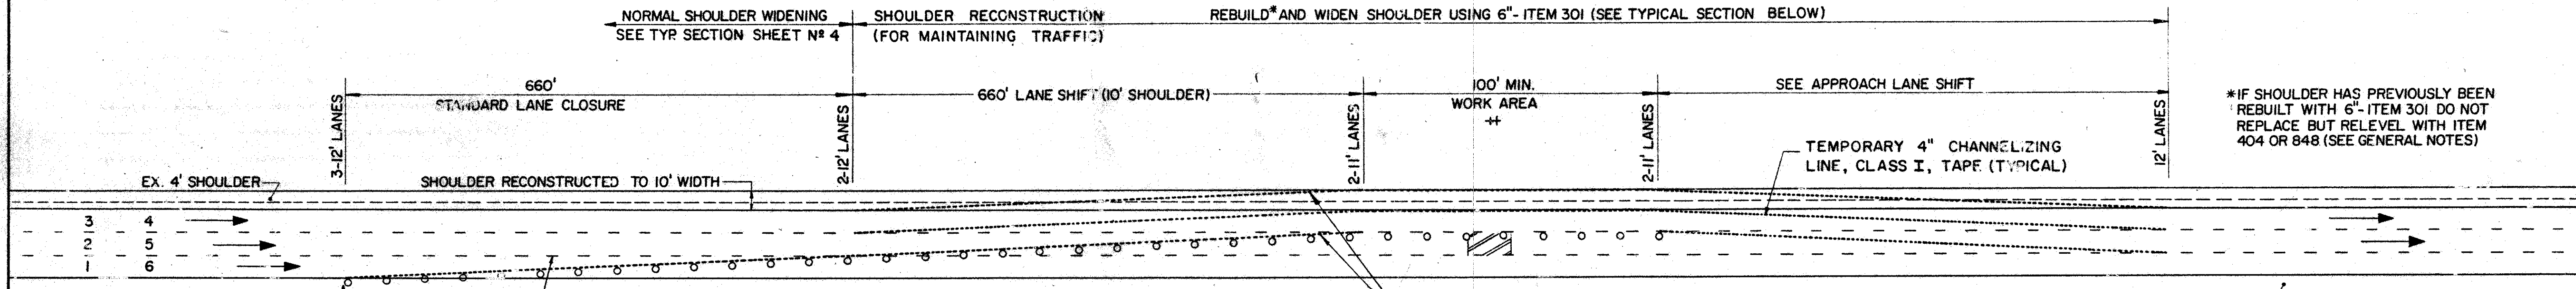 NORMAL SHOULDER WIDENING
SEE TYP. SECTION SHEET Nº 4
SHOULDER RECONSTRUCTION
(FOR MAINTAINING TRAFFIC)
REBUILD* AND WIDEN SHOULDER USING 6"- ITEM 301 (SEE TYPICAL SECTION BELOW)
660'
STANDARD LANE CLOSURE
660' LANE SHIFT (10' SHOULDER)
100' MIN.
WORK AREA
SEE APPROACH LANE SHIFT
*IF SHOULDER HAS PREVIOUSLY BEEN
REBUILT WITH 6"- ITEM 301 DO NOT
REPLACE BUT RELEVEL WITH ITEM
404 OR 848 (SEE GENERAL NOTES)
3-12' LANES
2-12' LANES
2-11' LANES
2-11' LANES
12' LANES
TEMPORARY 4" CHANNELIZING
LINE, CLASS I, TAPE (TYPICAL)
EX. 4' SHOULDER
SHOULDER RECONSTRUCTED TO 10' WIDTH
3 4
2 5
1 6